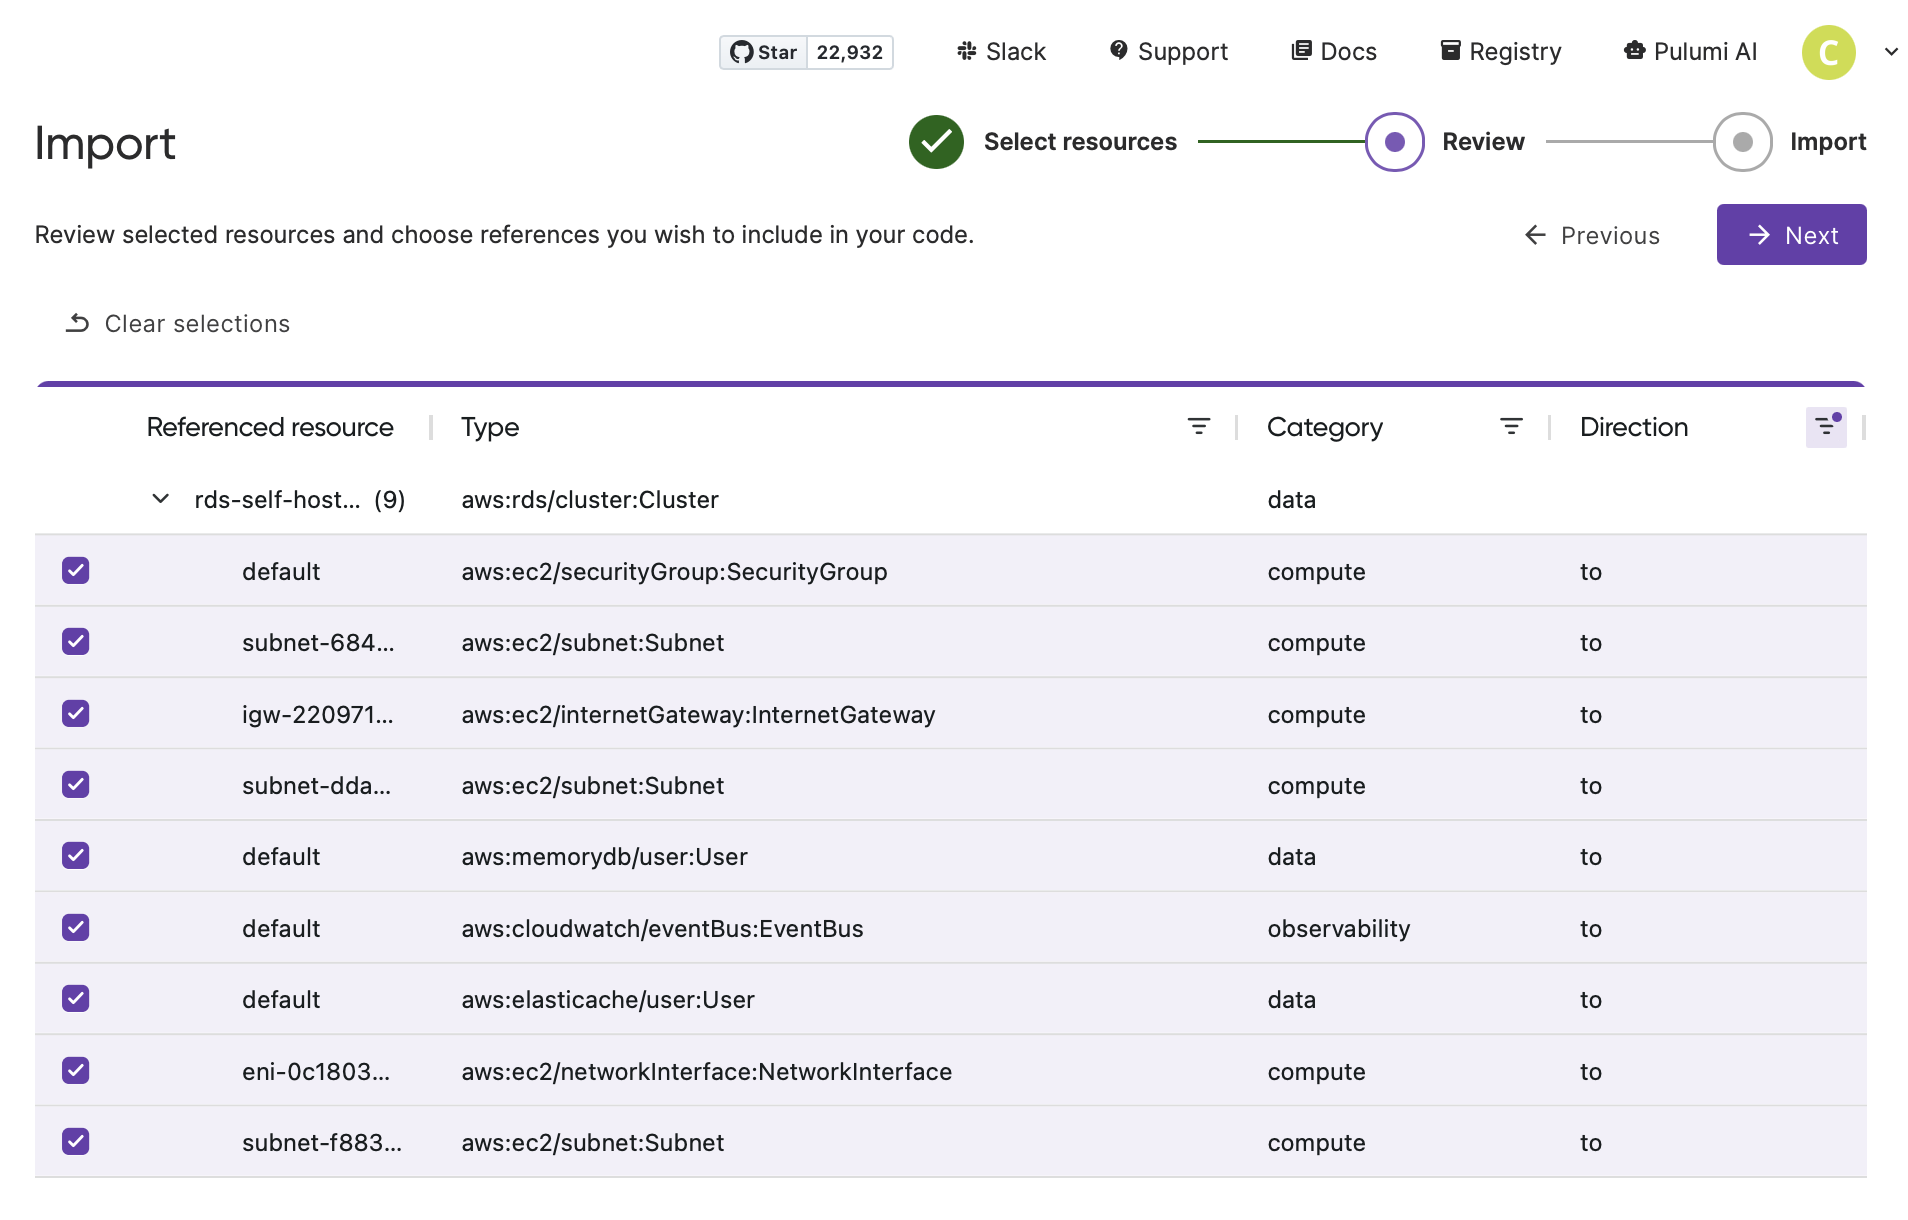 Star 22,932 Slack Support Docs Registry Pulumi AI C
Import
Select resources Review Import
Review selected resources and choose references you wish to include in your code.
Previous Next
Clear selections
Referenced resource Type Category Direction
rds-self-host... (9) aws:rds/cluster:Cluster data
default aws:ec2/securityGroup:SecurityGroup compute to
subnet-684... aws:ec2/subnet:Subnet compute to
igw-220971... aws:ec2/internetGateway:InternetGateway compute to
subnet-dda... aws:ec2/subnet:Subnet compute to
default aws:memorydb/user:User data to
default aws:cloudwatch/eventBus:EventBus observability to
default aws:elasticache/user:User data to
eni-0c1803... aws:ec2/networkInterface:NetworkInterface compute to
subnet-f883... aws:ec2/subnet:Subnet compute to